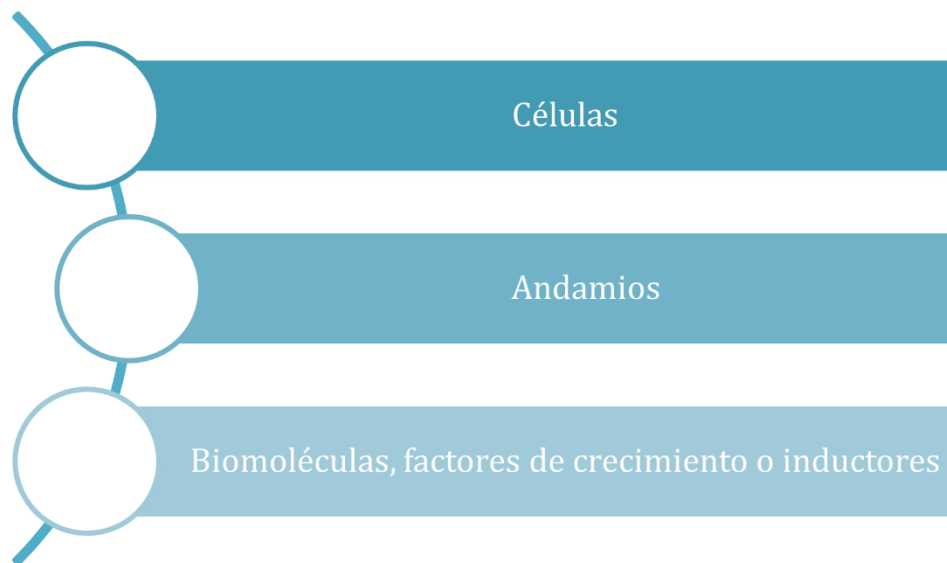 Células
Andamios
Biomoléculas, factores de crecimiento o inductores